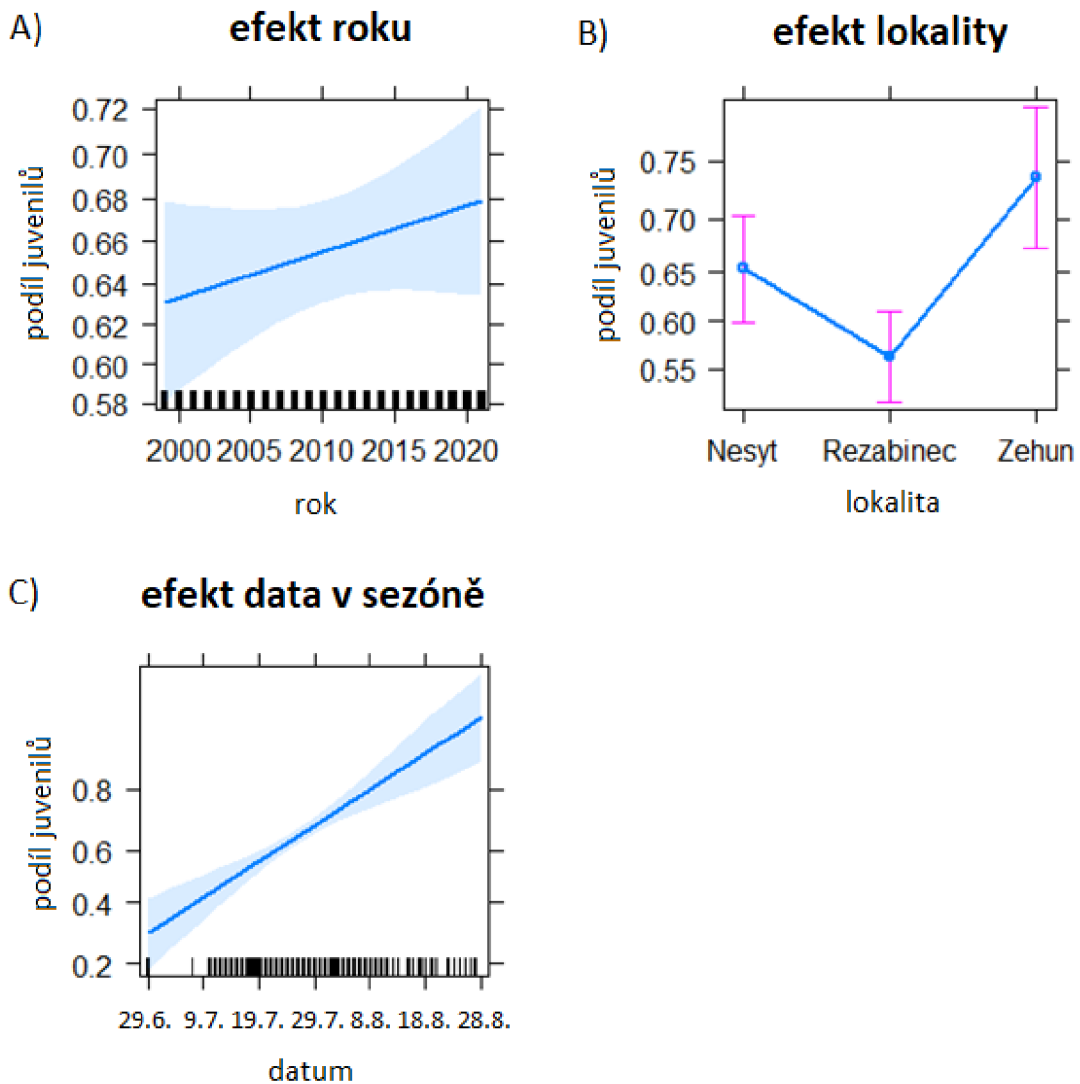 A) efekt roku
podíl juvenilů
0.72
0.70
0.68
0.66
0.64
0.62
0.60
0.58
2000 2005 2010 2015 2020
rok
B) efekt lokality
podíl juvenilů
0.75
0.70
0.65
0.60
0.55
Nesyt Rezabinec Zehun
lokalita
C) efekt data v sezóně
podíl juvenilů
0.8
0.6
0.4
0.2
29.6. 9.7. 19.7. 29.7. 8.8. 18.8. 28.8.
datum